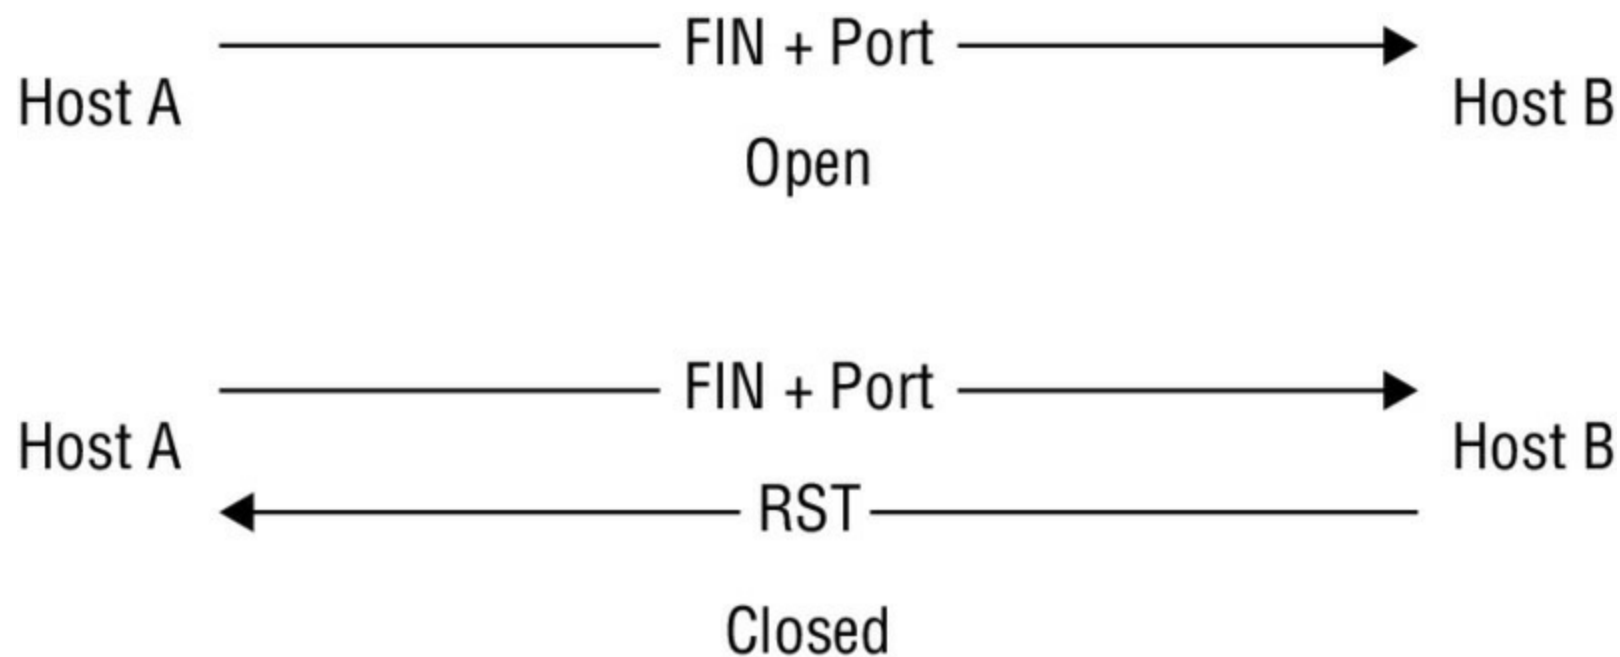 FIN + Port
Host A
Host B
Open
FIN + Port
Host A
Host B
RST
Closed